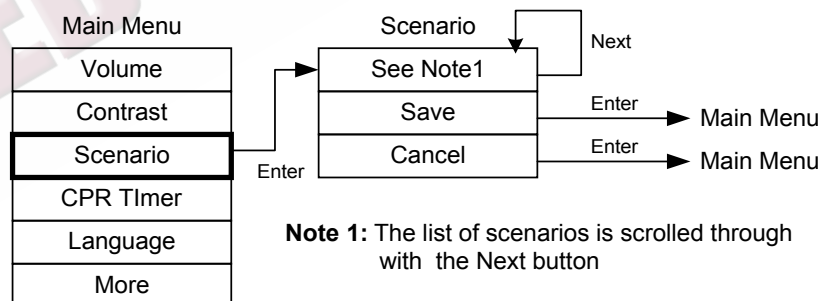 Main Menu
Volume
Contrast
Scenario
CPR TImer
Language
More
Enter
Scenario
See Note1
Save
Cancel
Next
Enter
Main Menu
Enter
Main Menu
Note 1: The list of scenarios is scrolled through
with the Next button